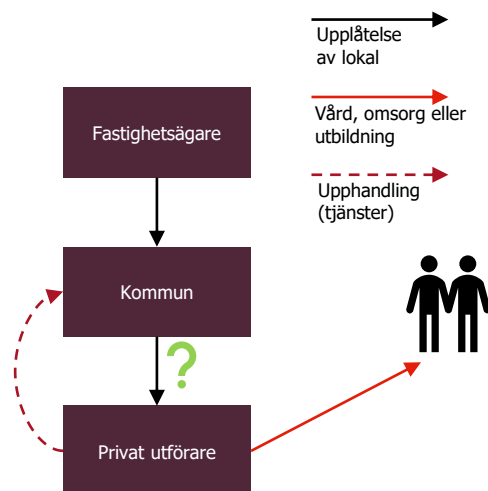 Upplåtelse
av lokal
Fastighetsägare
Vård, omsorg eller
utbildning
Upphandling
(tjänster)
Kommun
?
Privat utförare